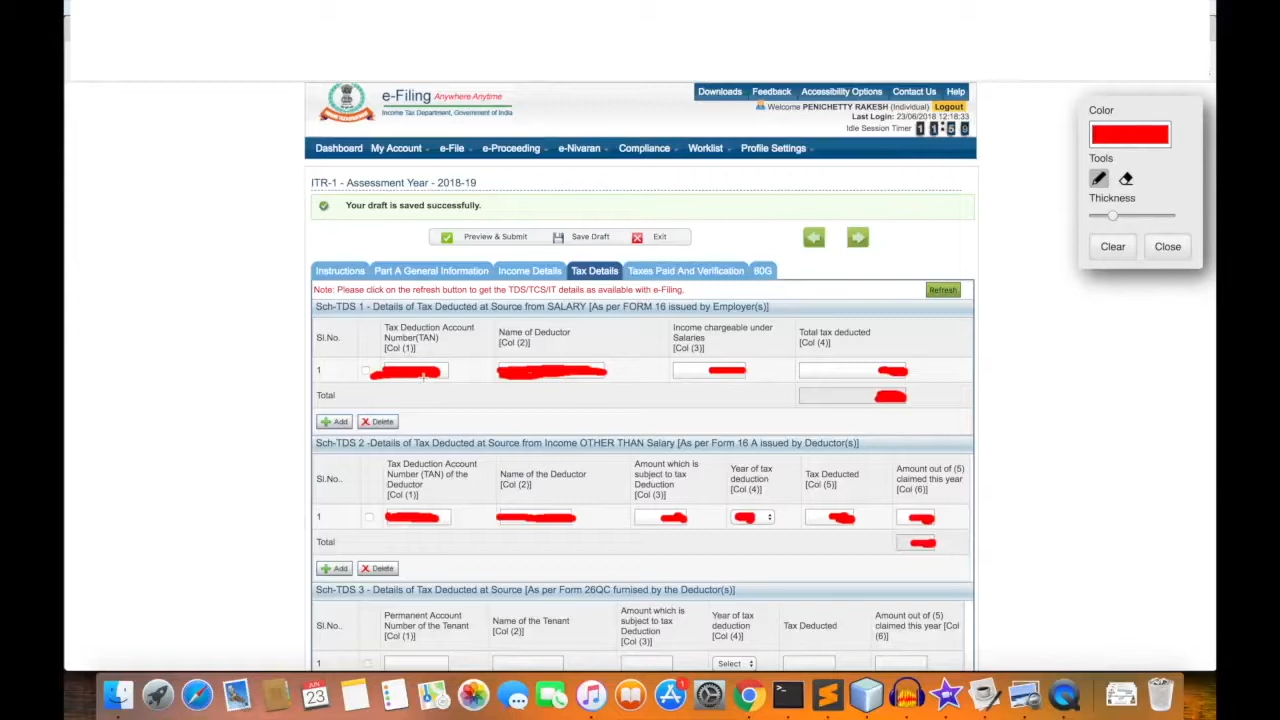 e-Filing Anywhere Anytime
Income Tax Department, Government of India
Downloads Feedback Accessibility Options Contact Us Help
Welcome PENICHETTY RAKESH (Individual) Logout
Last Login: 23/06/2018 12:18:33
Idle Session Timer
Dashboard My Account e-File e-Proceeding e-Nivaran Compliance Worklist Profile Settings
ITR-1 - Assessment Year - 2018-19
Your draft is saved successfully.
Preview & Submit Save Draft Exit
Instructions Part A General Information Income Details Tax Details Taxes Paid And Verification 80G
Note: Please click on the refresh button to get the TDS/TCS/IT details as available with e-Filing. Refresh
Sch-TDS 1 - Details of Tax Deducted at Source from SALARY [As per FORM 16 issued by Employer(s)]
Sl.No.
Tax Deduction Account
Number(TAN)
[Col (1)]
Name of Deductor
[Col (2)]
Income chargeable under
Salaries
[Col (3)]
Total tax deducted
[Col (4)]
1
Total
Add Delete
Sch-TDS 2 -Details of Tax Deducted at Source from Income OTHER THAN Salary [As per Form 16 A issued by Deductor(s)]
Sl.No..
Tax Deduction Account
Number (TAN) of the
Deductor
[Col (1)]
Name of the Deductor
[Col (2)]
Amount which is
subject to tax
Deduction
[Col (3)]
Year of tax
deduction
[Col (4)]
Tax Deducted
[Col (5)]
Amount out of (5)
claimed this year
[Col (6)]
1
Total
Add Delete
Sch-TDS 3 - Details of Tax Deducted at Source [As per Form 26QC furnished by the Deductor(s)]
Sl.No..
Permanent Account
Number of the Tenant
[Col (1)]
Name of the Tenant
[Col (2)]
Amount which is
subject to tax
Deduction
[Col (3)]
Year of tax
deduction
[Col (4)]
Tax Deducted
Amount out of (5)
claimed this year [Col
(6)]
1
Select
Color
Tools
Thickness
Clear Close
JUN
23
1